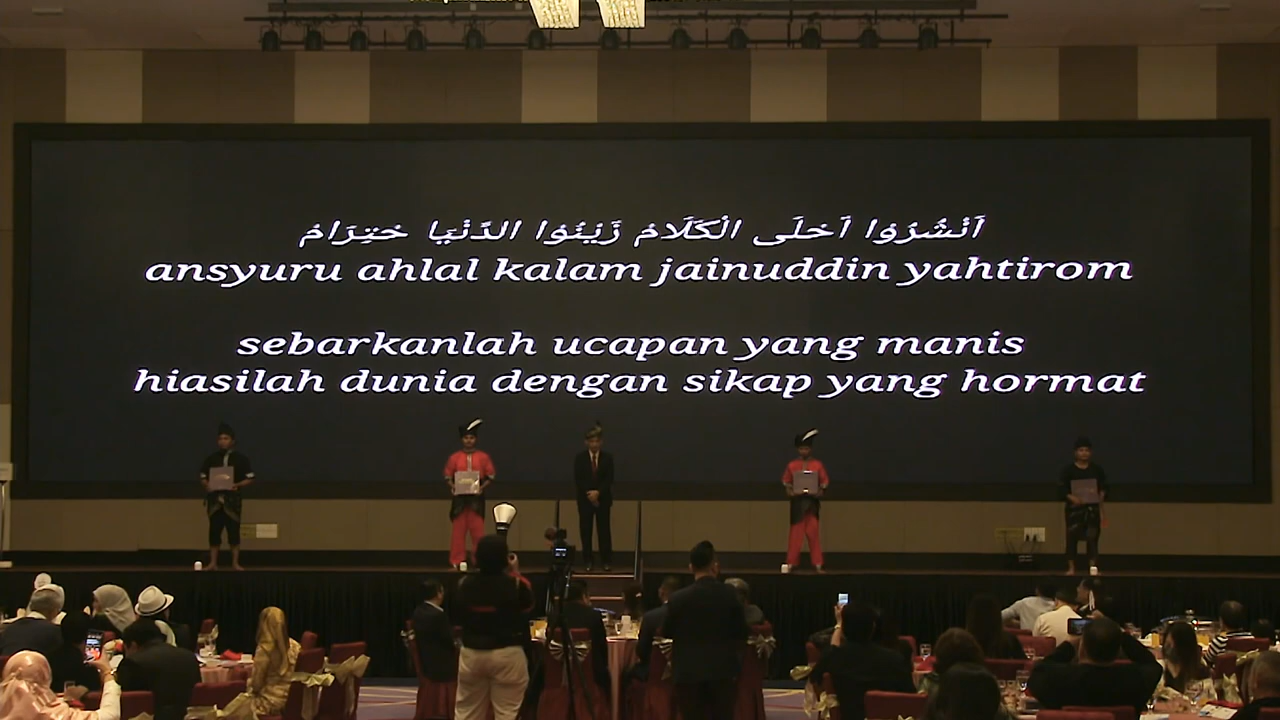 اَنْشُرُوا اَحْلَى الْكَلَامْ زَيِّنُوا الدُّنْيَا حتِرَامْ
ansyuru ahlal kalam jainuddin yahtirom
sebarkanlah ucapan yang manis
hiasilah dunia dengan sikap yang hormat